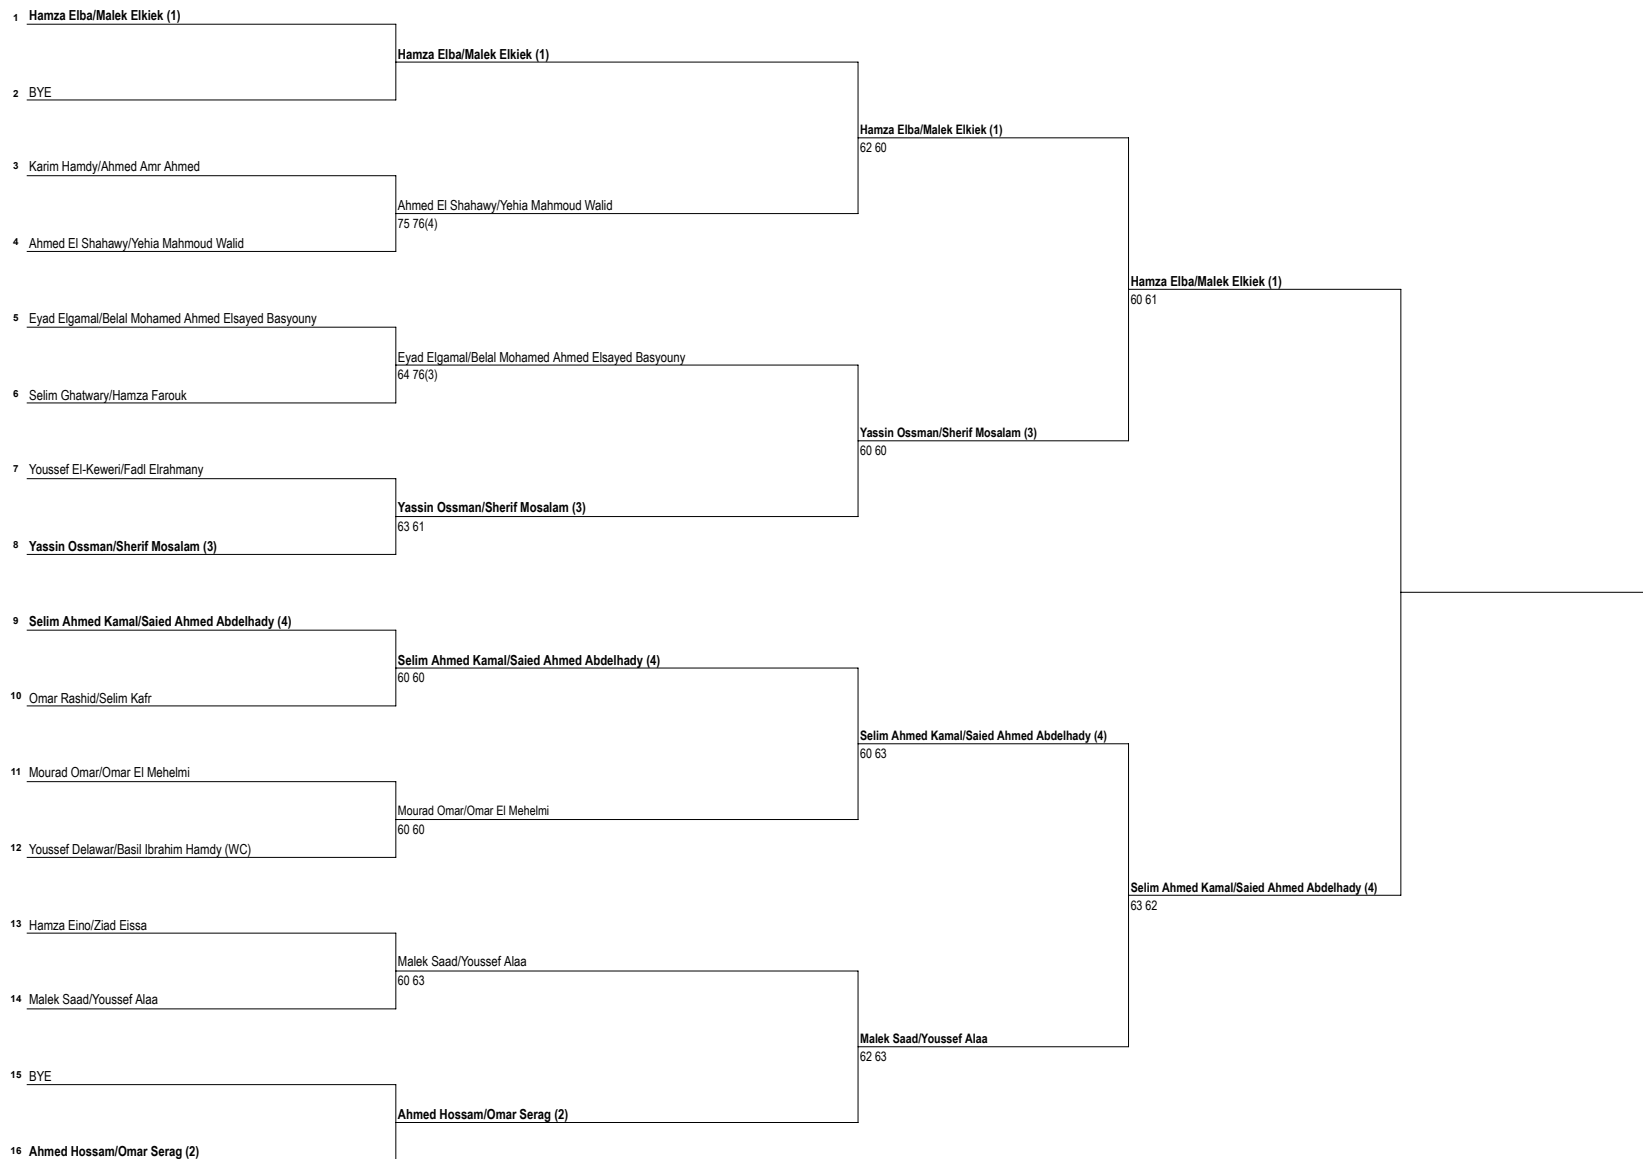 1 Hamza Elba/Malek Elkiek (1)
2 BYE
3 Karim Hamdy/Ahmed Amr Ahmed
4 Ahmed El Shahawy/Yehia Mahmoud Walid
5 Eyad Elgamal/Belal Mohamed Ahmed Elsayed Basyouny
6 Selim Ghatwary/Hamza Farouk
7 Youssef El-Keweri/Fadl Elrahmany
8 Yassin Ossman/Sherif Mosalam (3)
9 Selim Ahmed Kamal/Saied Ahmed Abdelhady (4)
10 Omar Rashid/Selim Kafr
11 Mourad Omar/Omar El Mehelmi
12 Youssef Delawar/Basil Ibrahim Hamdy (WC)
13 Hamza Eino/Ziad Eissa
14 Malek Saad/Youssef Alaa
15 BYE
16 Ahmed Hossam/Omar Serag (2)
Hamza Elba/Malek Elkiek (1)
Ahmed El Shahawy/Yehia Mahmoud Walid
75 76(4)
Eyad Elgamal/Belal Mohamed Ahmed Elsayed Basyouny
64 76(3)
Yassin Ossman/Sherif Mosalam (3)
63 61
Selim Ahmed Kamal/Saied Ahmed Abdelhady (4)
60 60
Mourad Omar/Omar El Mehelmi
60 60
Malek Saad/Youssef Alaa
60 63
Ahmed Hossam/Omar Serag (2)
Hamza Elba/Malek Elkiek (1)
62 60
Yassin Ossman/Sherif Mosalam (3)
60 60
Selim Ahmed Kamal/Saied Ahmed Abdelhady (4)
60 63
Malek Saad/Youssef Alaa
62 63
Hamza Elba/Malek Elkiek (1)
60 61
Selim Ahmed Kamal/Saied Ahmed Abdelhady (4)
63 62